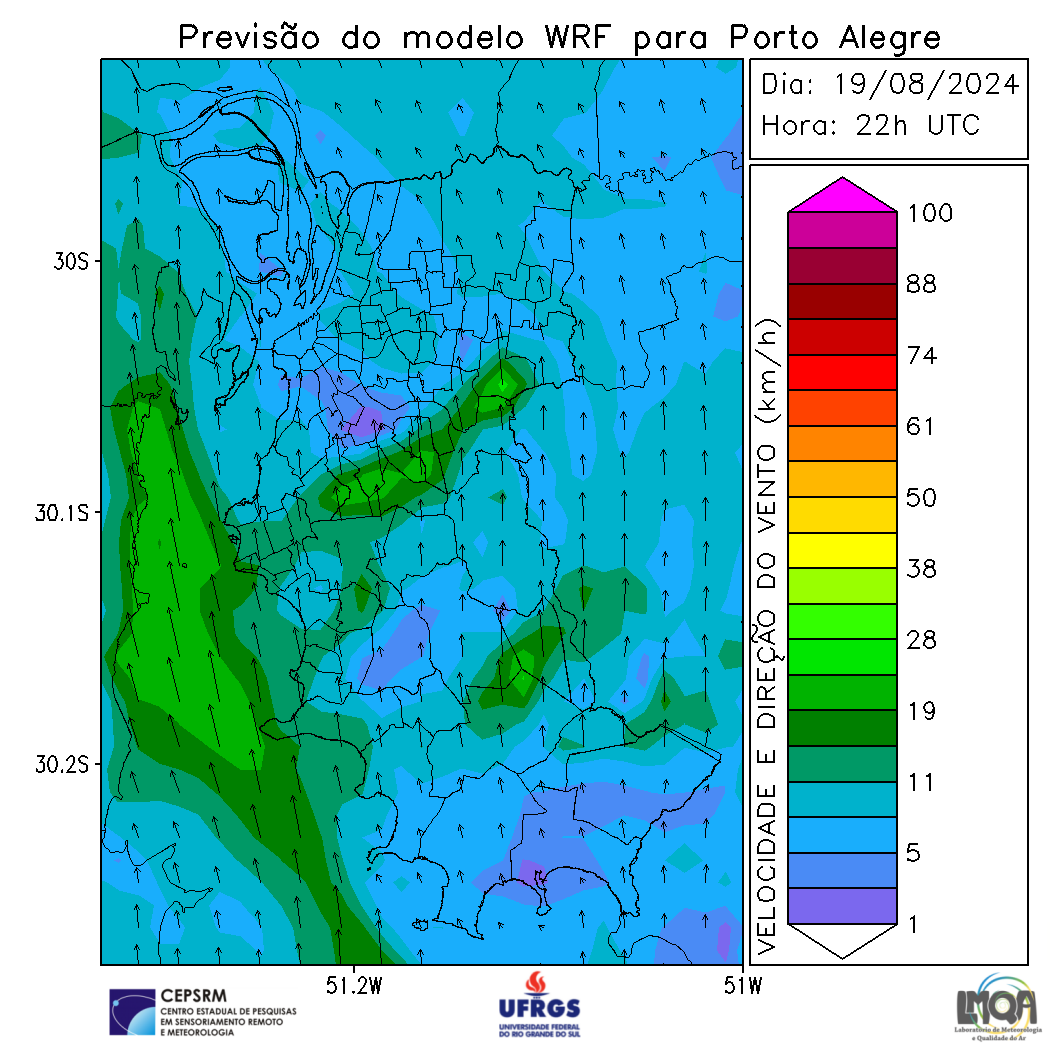 Previsão do modelo WRF para Porto Alegre
Dia: 19/08/2024
Hora: 22h UTC
30S
30.1S
30.2S
51.2W
51W
VELOCIDADE E DIREÇÃO DO VENTO (km/h)
100
88
74
61
50
38
28
19
11
5
1
CEPSRM
CENTRO ESTADUAL DE PESQUISAS
EM SENSORIAMENTO REMOTO
E METEOROLOGIA
UFRGS
UNIVERSIDADE FEDERAL
DO RIO GRANDE DO SUL
LMQA
Laboratório de Meteorologia
e Qualidade do Ar